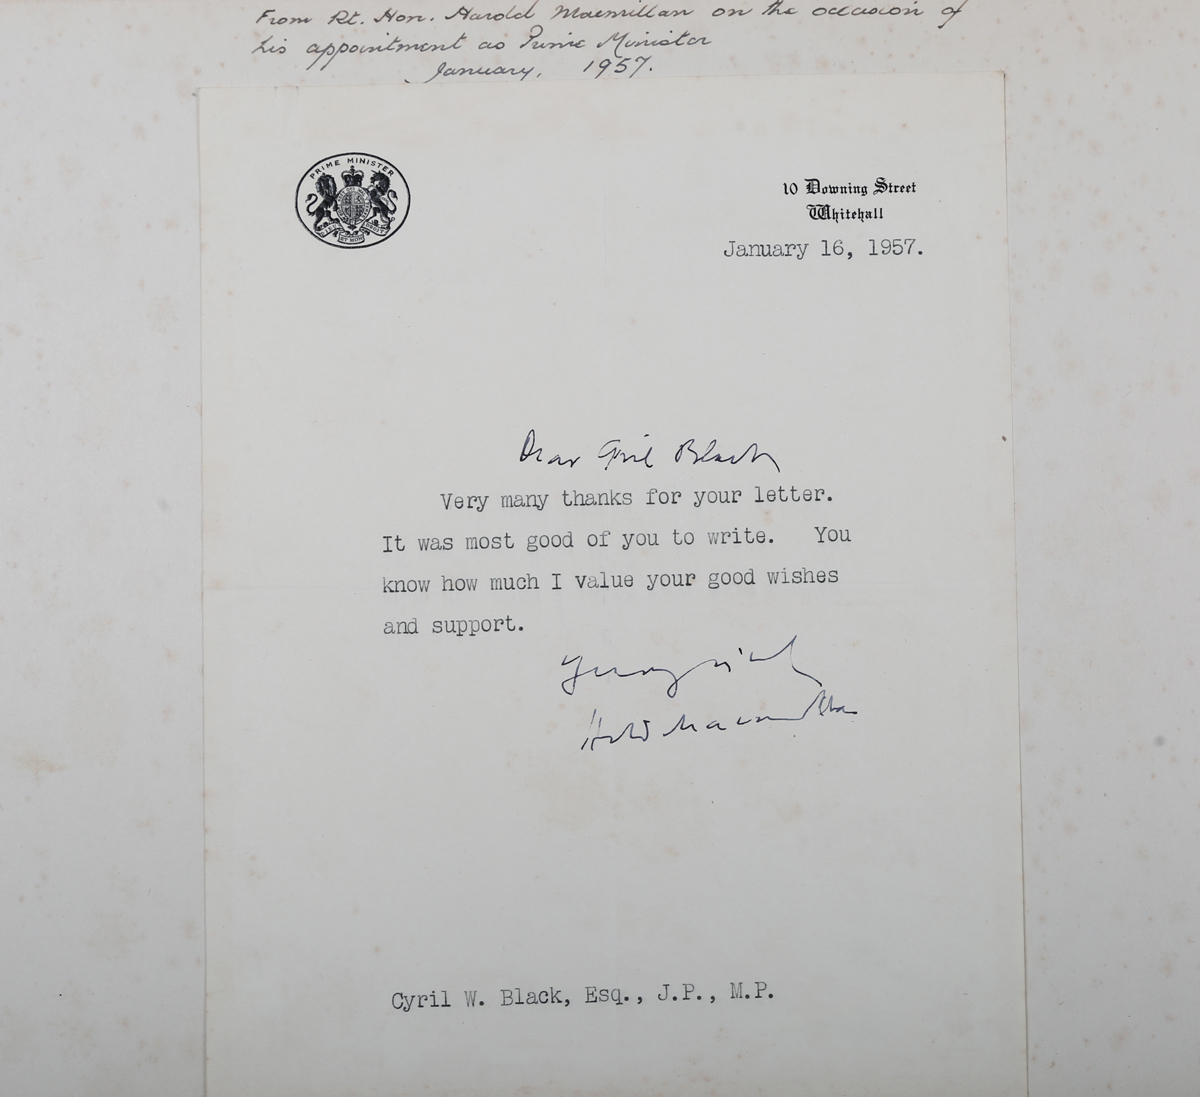 From Rt. Hon. Harold Macmillan on the occasion of
his appointment as Prime Minister
January, 1957.
PRIME MINISTER
10 Downing Street
Whitehall
January 16, 1957.
Dear Cyril Black
Very many thanks for your letter.
It was most good of you to write. You
know how much I value your good wishes
and support.
Harold Macmillan
Cyril W. Black, Esq., J.P., M.P.